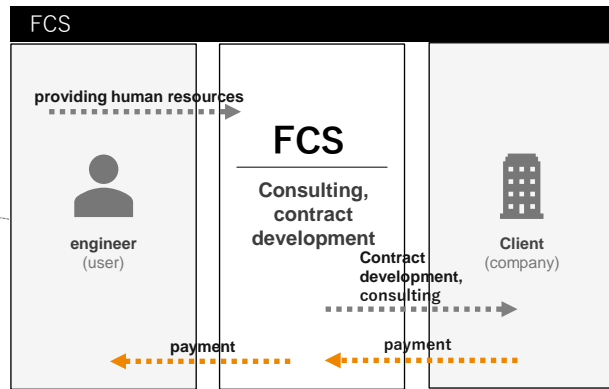 FCS
providing human resources
FCS
Consulting,
contract
development
engineer
(user)
Client
(company)
Contract
development,
consulting
payment
payment